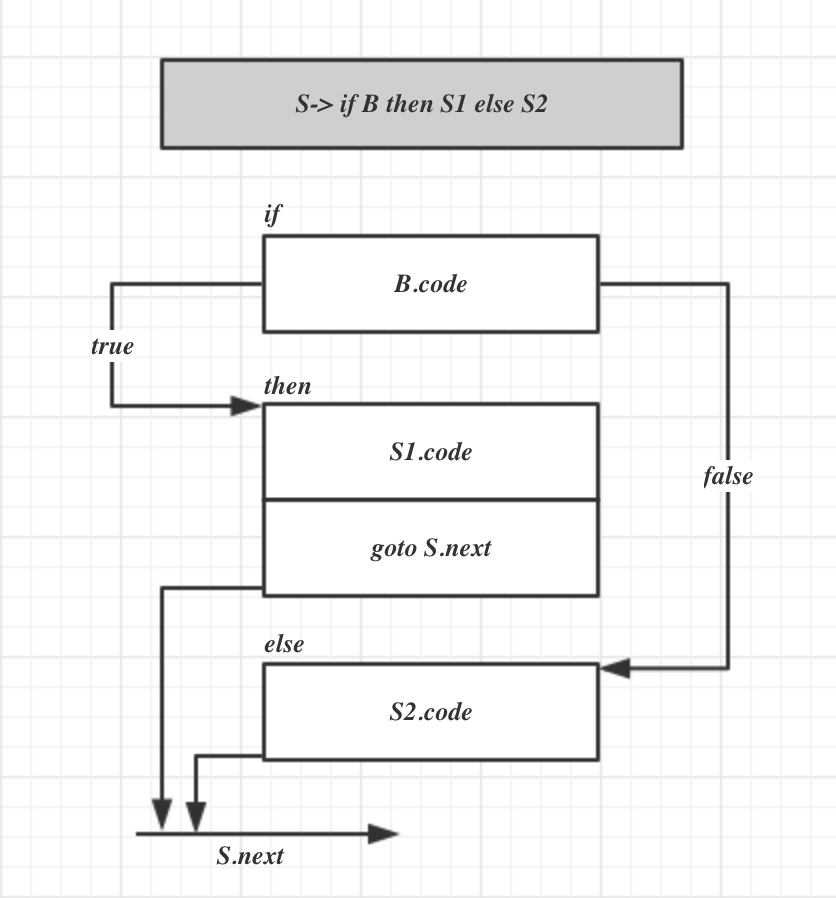 S-> if B then S1 else S2
if
B.code
true
then
S1.code
false
goto S.next
else
S2.code
S.next